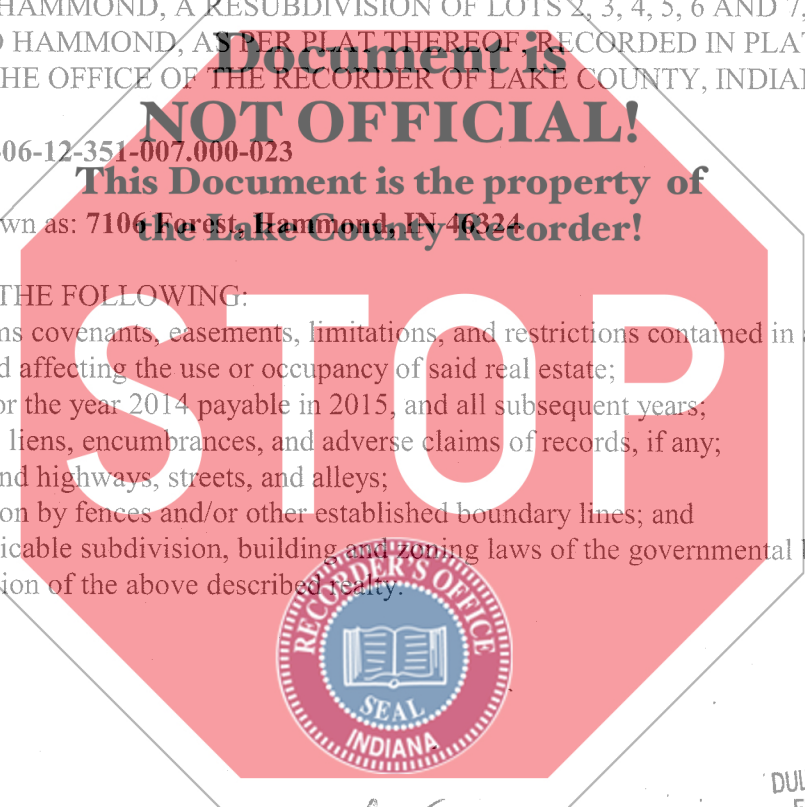 HAMMOND, A RESUBDIVISION OF LOTS 2, 3, 4, 5, 6 AND 7,
HAMMOND, AS PER PLAT THEREOF, RECORDED IN PLAT
THE OFFICE OF THE RECORDER OF LAKE COUNTY, INDIAN
Document is
NOT OFFICIAL!
-06-12-351-007.000-023
This Document is the property of
the Lake County Recorder!
wn as: 7106 Forest, Hammond, IN 46324
THE FOLLOWING:
ns covenants, easements, limitations, and restrictions contained in
d affecting the use or occupancy of said real estate;
or the year 2014 payable in 2015, and all subsequent years;
liens, encumbrances, and adverse claims of records, if any;
nd highways, streets, and alleys;
on by fences and/or other established boundary lines; and
icable subdivision, building and zoning laws of the governmental
ion of the above described realty.
STOP
RECORDER'S OFFICE
SEAL
INDIANA
DUL